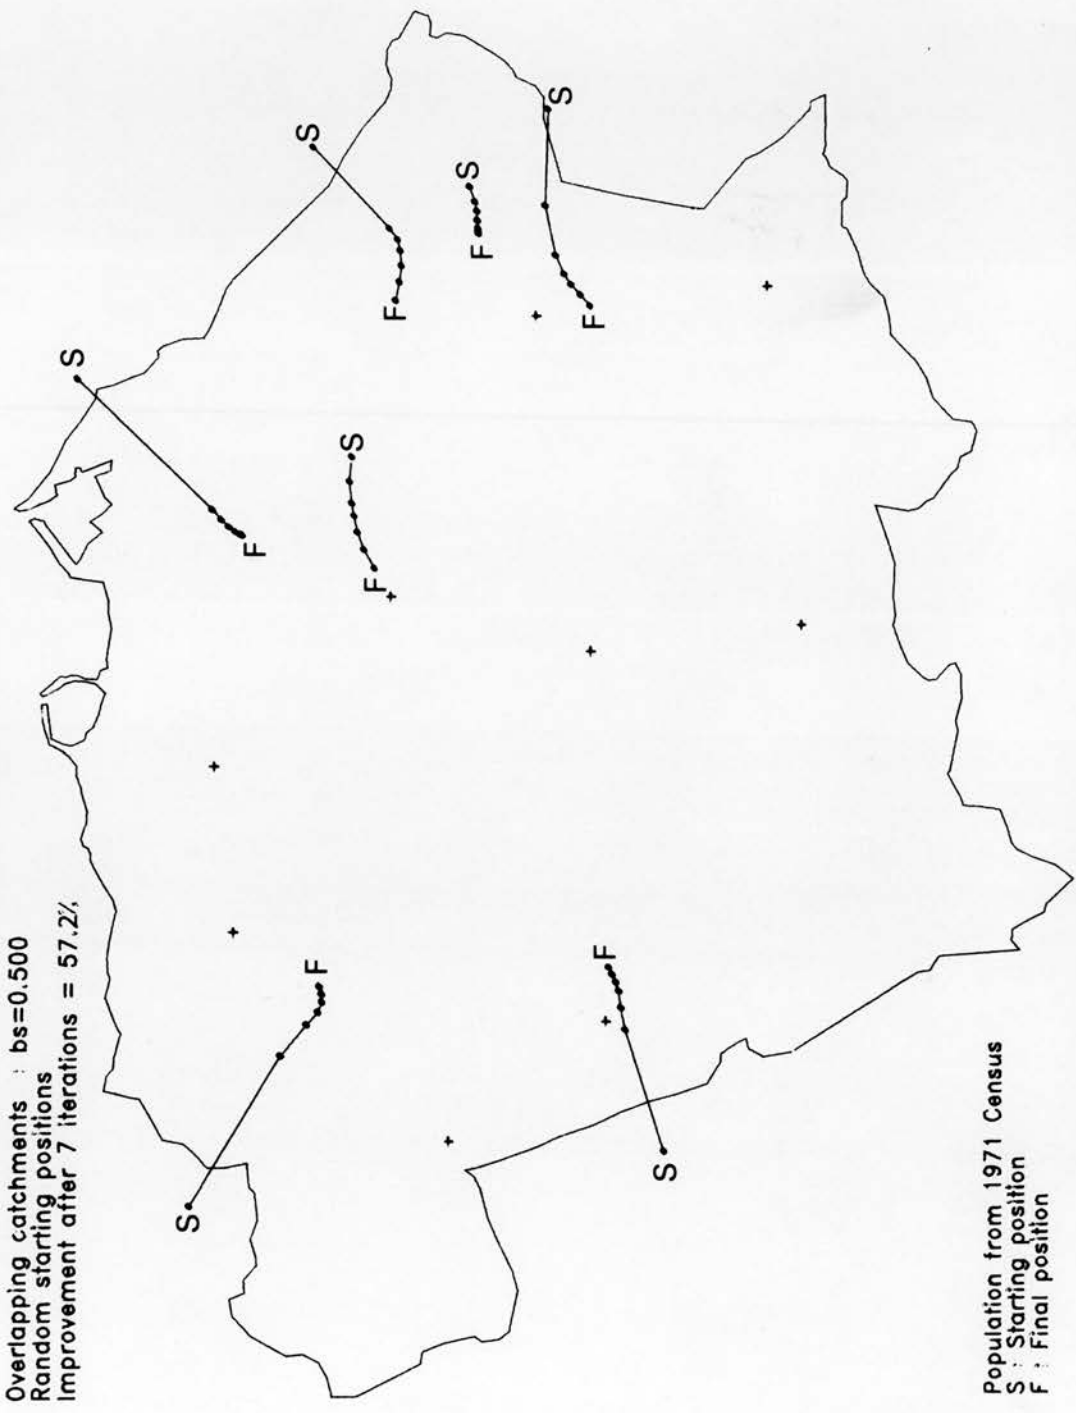 Overlapping catchments : bs=0.500
Random starting positions
Improvement after 7 iterations = 57.2%
S
S
S
S
S
S
S
S
F
F
F
F
F
F
F
F
Population from 1971 Census
S : Starting position
F : Final position